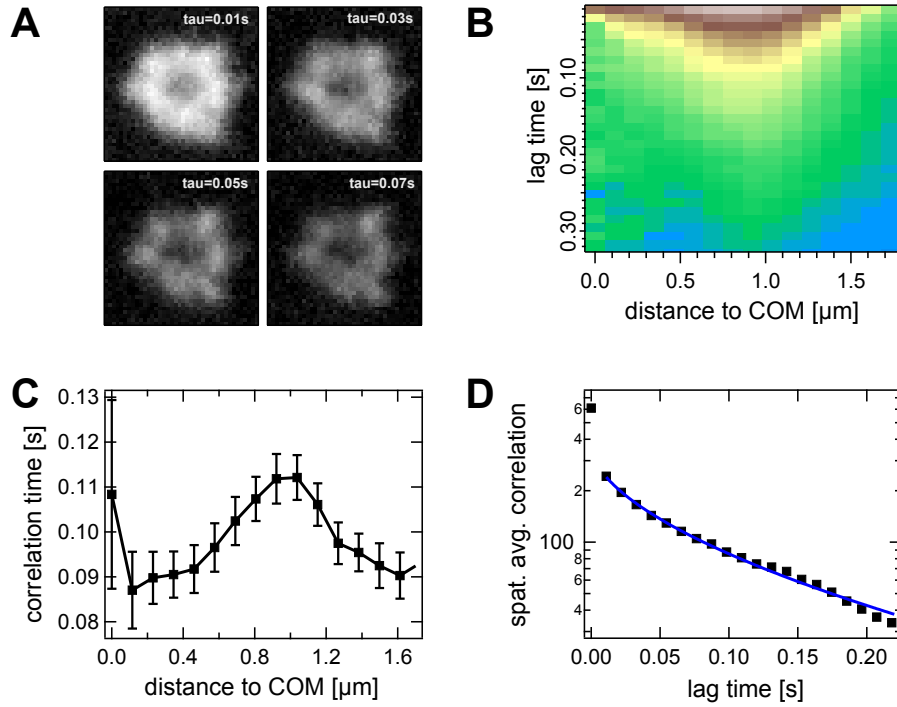 A
tau=0.01s
tau=0.03s
tau=0.05s
tau=0.07s
B
lag time [s]
0.10
0.20
0.30
0.0 0.5 1.0 1.5
distance to COM [µm]
C
correlation time [s]
0.13
0.12
0.11
0.10
0.09
0.08
0.0 0.4 0.8 1.2 1.6
distance to COM [µm]
D
spat. avg. correlation
6
4
2
100
8
6
4
0.00 0.05 0.10 0.15 0.20
lag time [s]